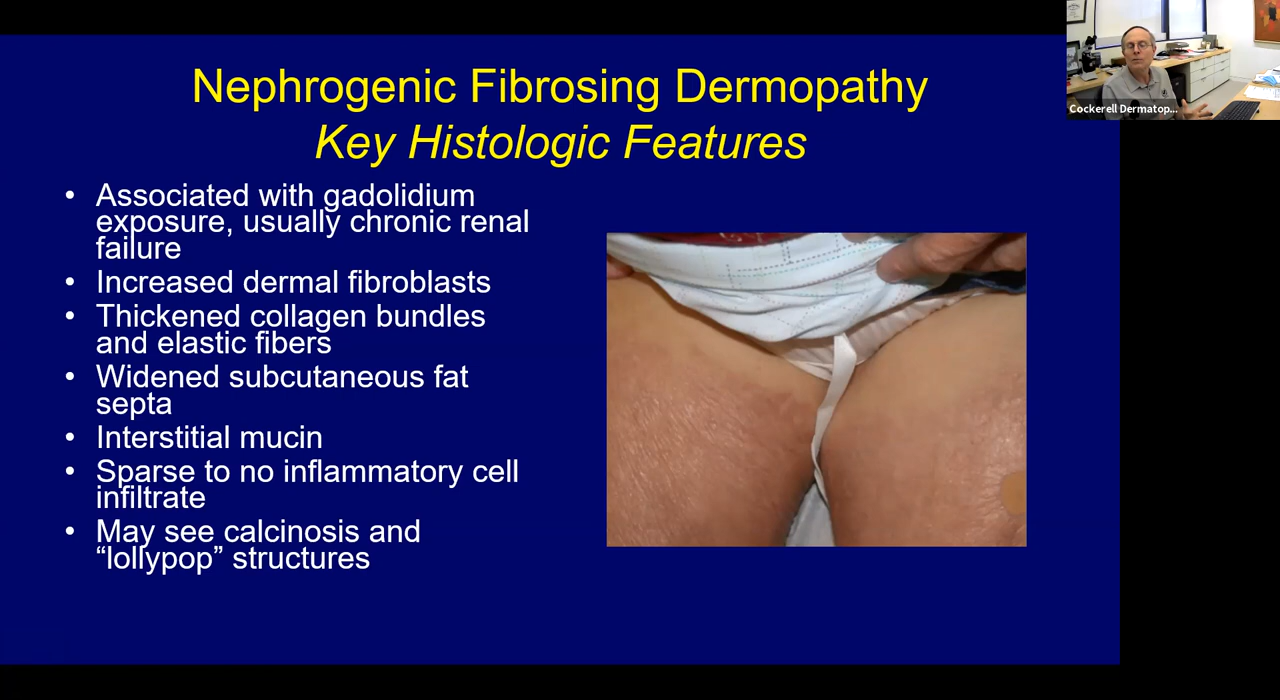 Nephrogenic Fibrosing Dermopathy
Key Histologic Features
• Associated with gadolidium
exposure, usually chronic renal
failure
• Increased dermal fibroblasts
• Thickened collagen bundles
and elastic fibers
• Widened subcutaneous fat
septa
• Interstitial mucin
• Sparse to no inflammatory cell
infiltrate
• May see calcinosis and
“lollypop” structures
Cockerell Dermatop...